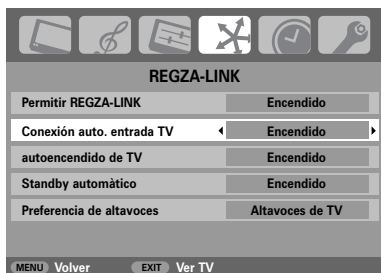 REGZA-LINK
Permitir REGZA-LINK Encendido
Conexión auto. entrada TV Encendido
autoencendido de TV Encendido
Standby automàtico Encendido
Preferencia de altavoces Altavoces de TV
MENU Volver EXIT Ver TV